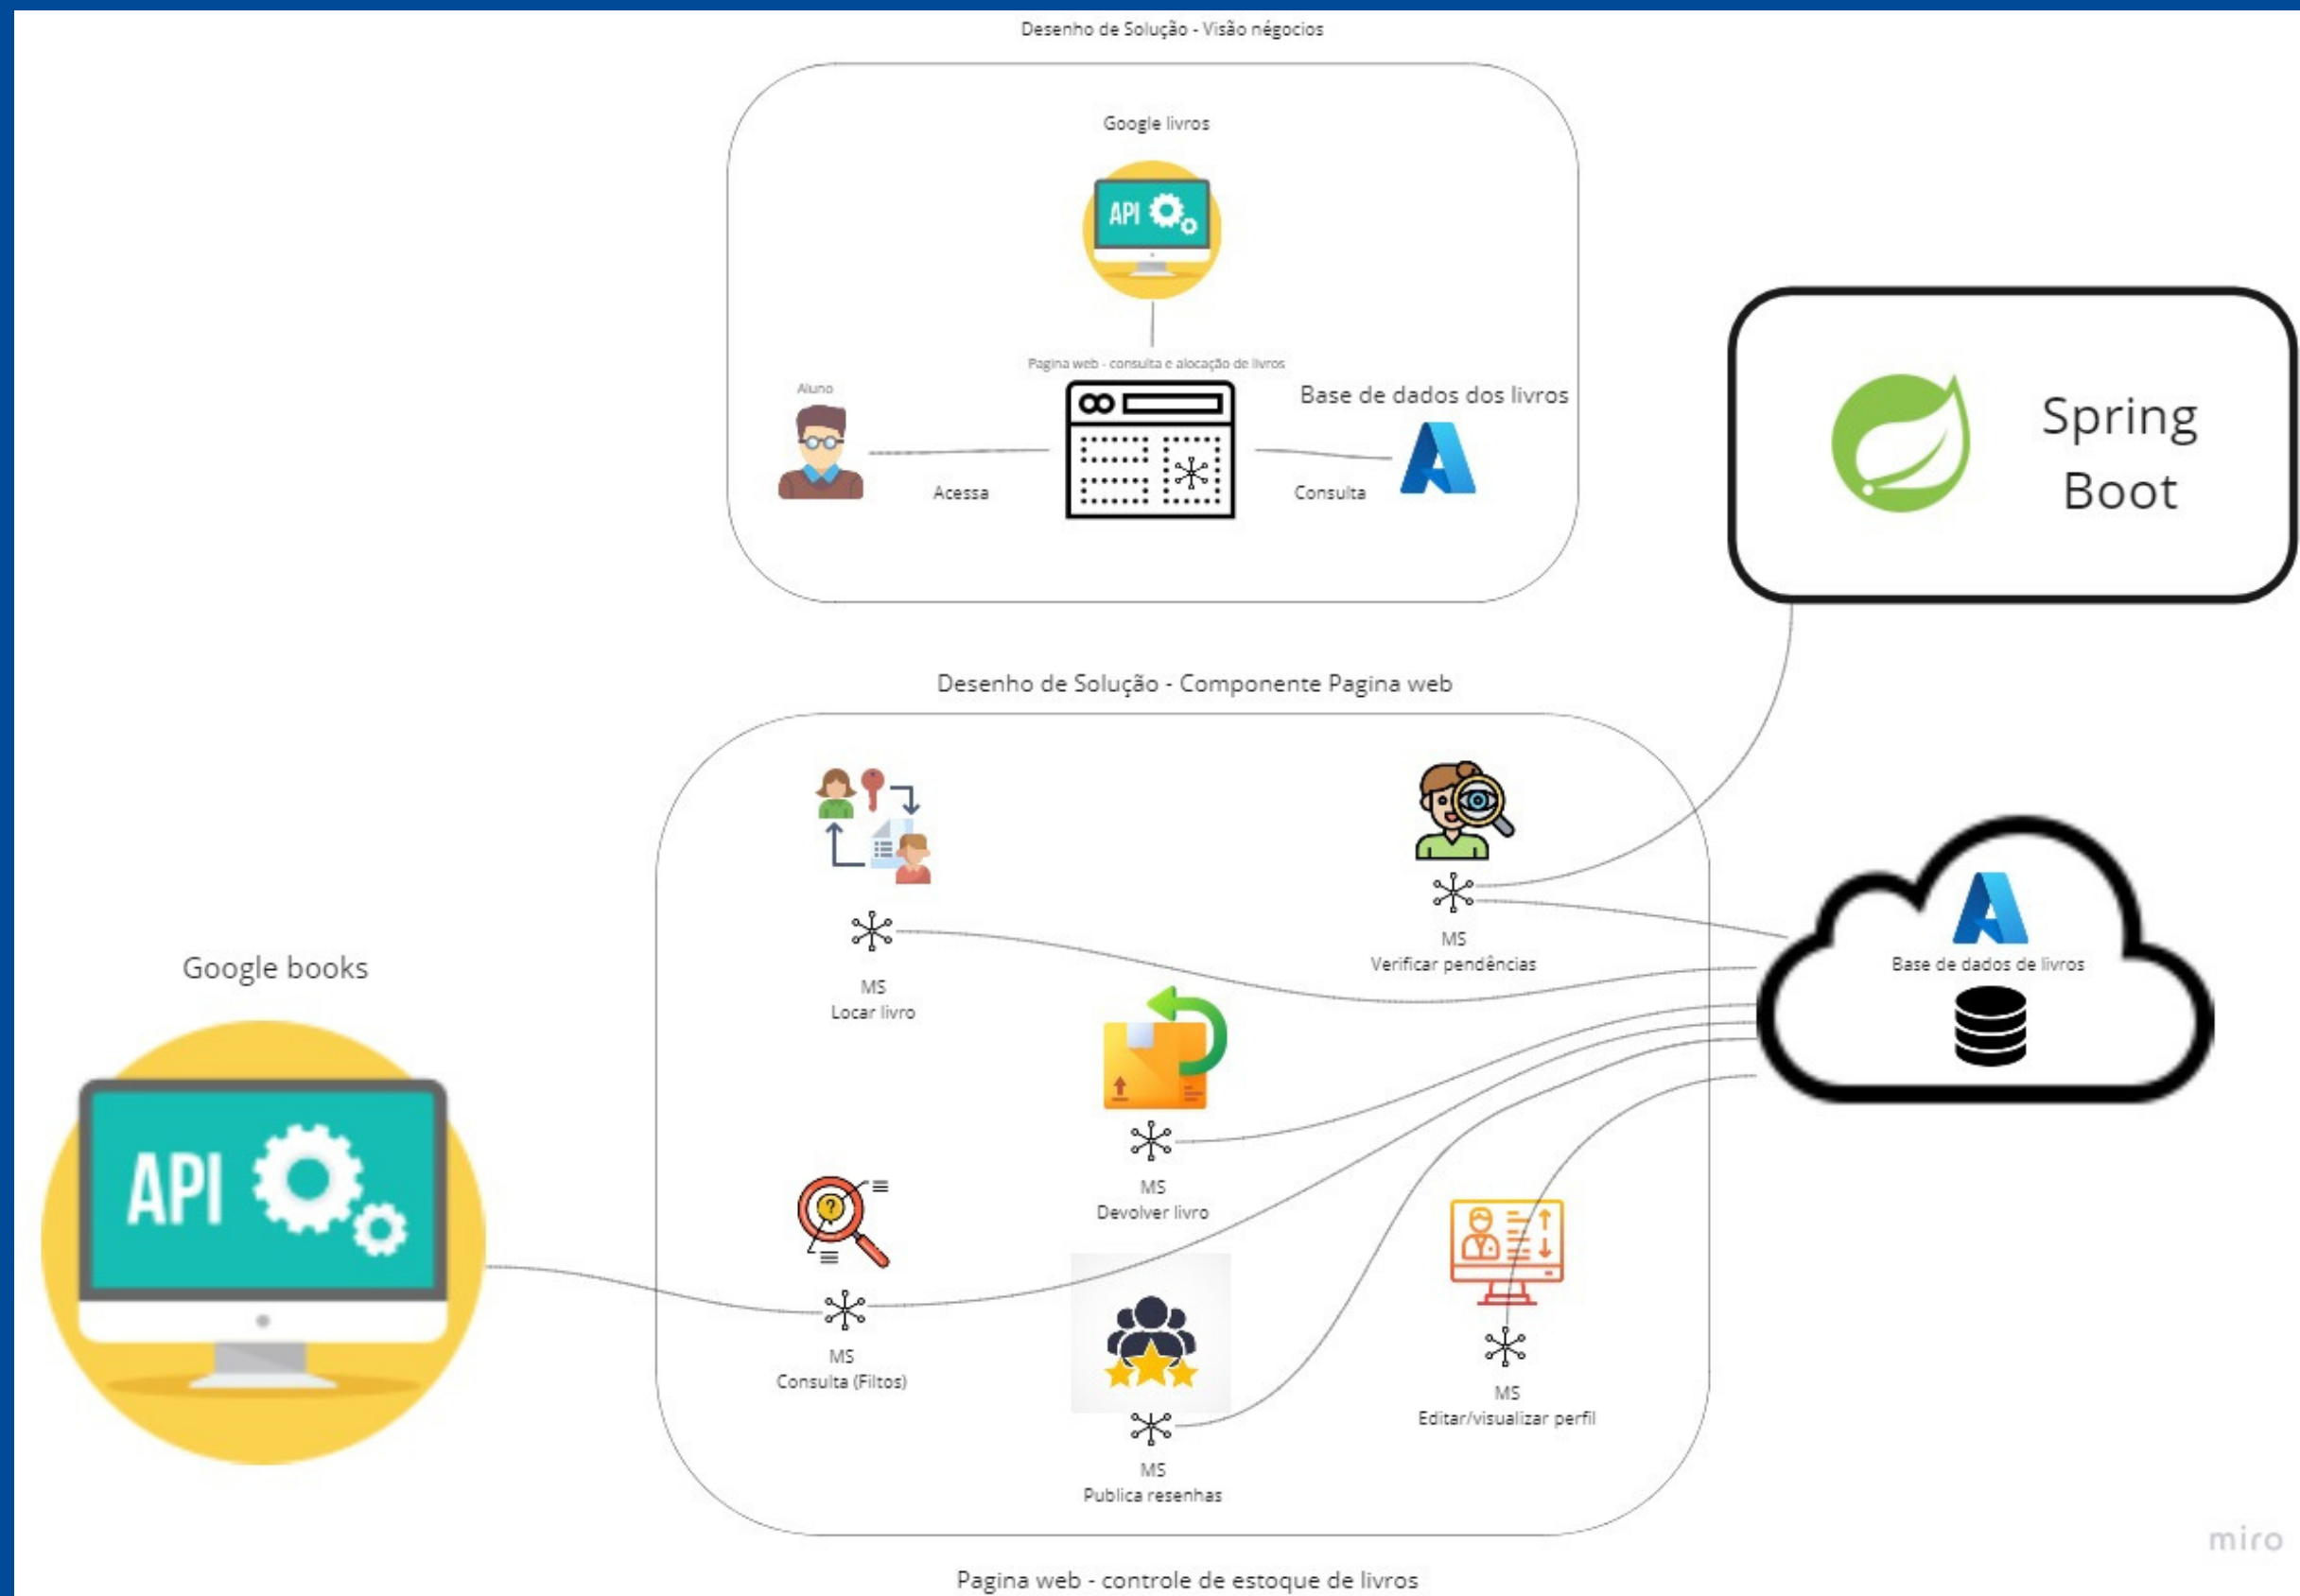 Desenho de Solução - Visão négocios
Google livros
API
Pagina web - consulta e alocação de livros
Aluno
Base de dados dos livros
Acessa
Consulta
Spring
Boot
Desenho de Solução - Componente Pagina web
MS
Verificar pendências
MS
Locar livro
Base de dados de livros
Google books
API
MS
Devolver livro
?
MS
Consulta (Filtos)
MS
Editar/visualizar perfil
MS
Publica resenhas
miro
Pagina web - controle de estoque de livros